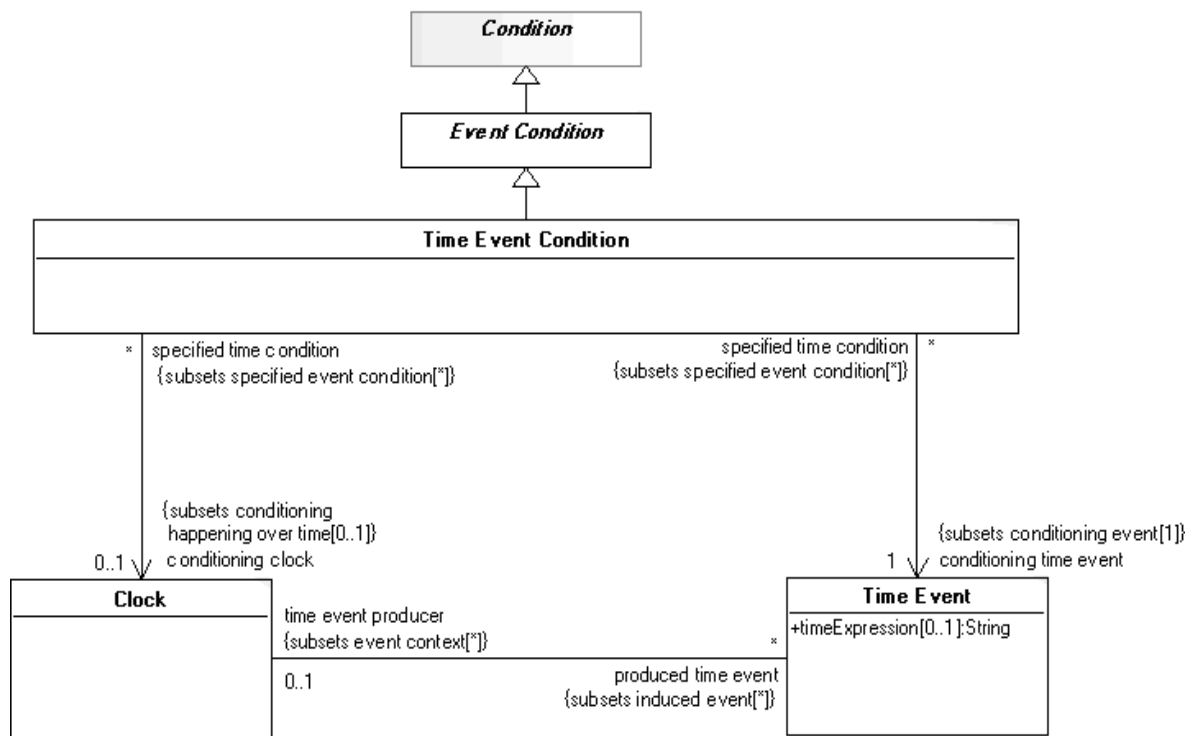 Condition
Event Condition
Time Event Condition
* specified time condition
{subsets specified event condition[*]}
specified time condition *
{subsets specified event condition[*]}
{subsets conditioning
happening over time[0..1]}
0..1 conditioning clock
{subsets conditioning event[1]}
1 conditioning time event
Clock
Time Event
+timeExpression[0..1]:String
time event producer
{subsets event context[*]}
0..1
*
produced time event
{subsets induced event[*]}